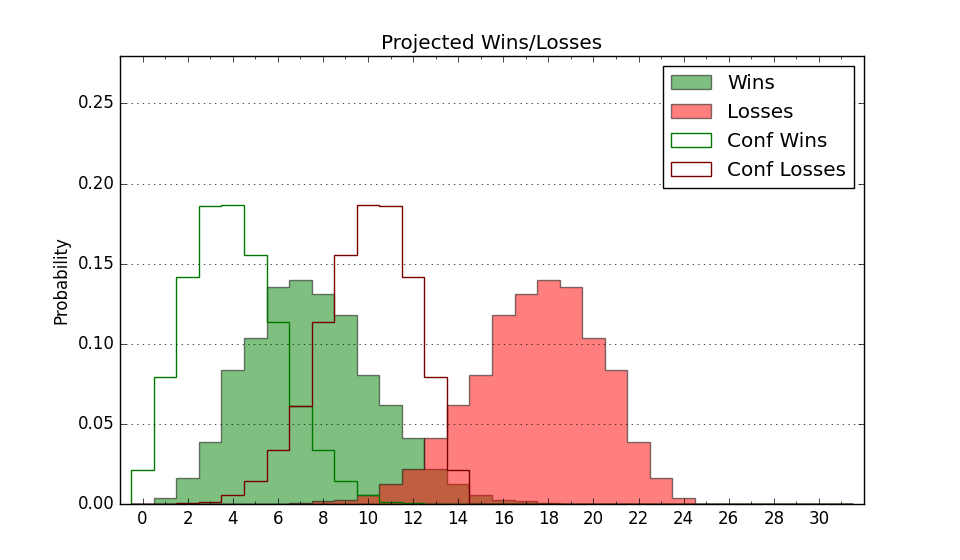 Projected Wins/Losses
Wins
Losses
Conf Wins
Conf Losses
Probability
0.25
0.20
0.15
0.10
0.05
0.00
0 2 4 6 8 10 12 14 16 18 20 22 24 26 28 30